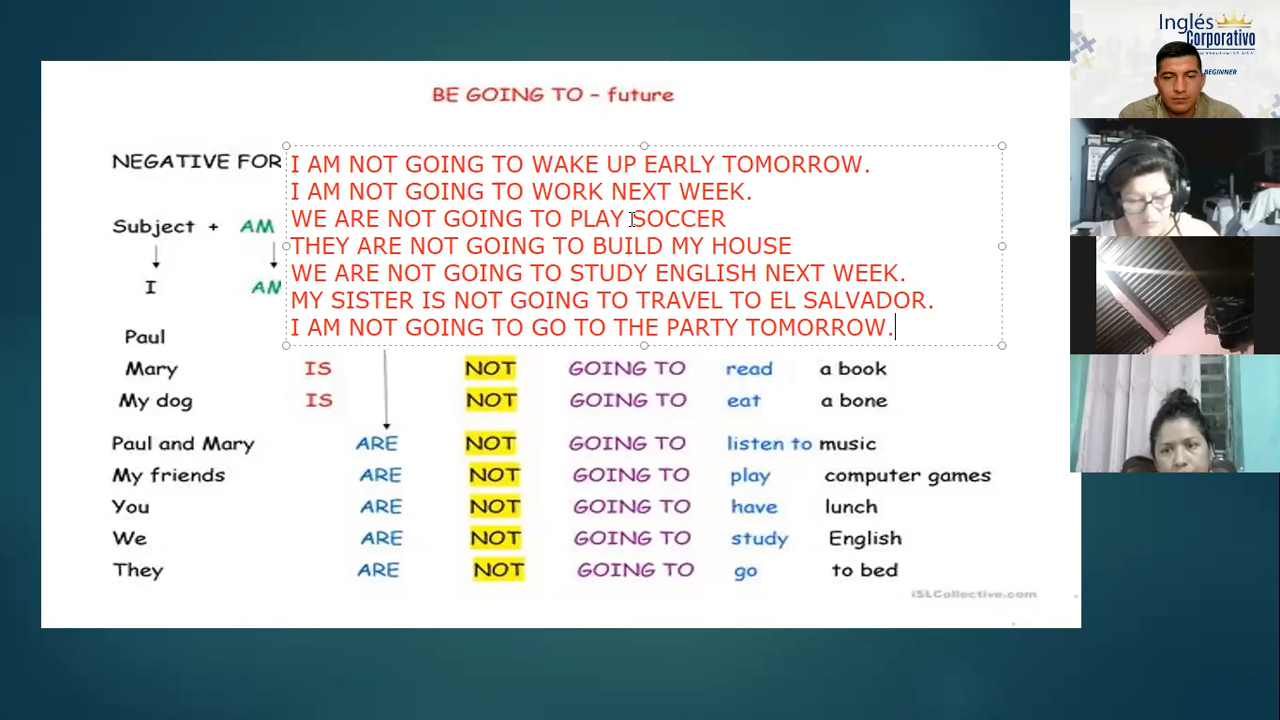 BE GOING TO – future
NEGATIVE FOR
I AM NOT GOING TO WAKE UP EARLY TOMORROW.
I AM NOT GOING TO WORK NEXT WEEK.
WE ARE NOT GOING TO PLAY SOCCER
THEY ARE NOT GOING TO BUILD MY HOUSE
WE ARE NOT GOING TO STUDY ENGLISH NEXT WEEK.
MY SISTER IS NOT GOING TO TRAVEL TO EL SALVADOR.
I AM NOT GOING TO GO TO THE PARTY TOMORROW.
Subject + AM
I AM
Paul
Mary IS NOT GOING TO read a book
My dog IS NOT GOING TO eat a bone
Paul and Mary ARE NOT GOING TO listen to music
My friends ARE NOT GOING TO play computer games
You ARE NOT GOING TO have lunch
We ARE NOT GOING TO study English
They ARE NOT GOING TO go to bed
iSLCollective.com
Inglés
Corporativo
BEGINNER